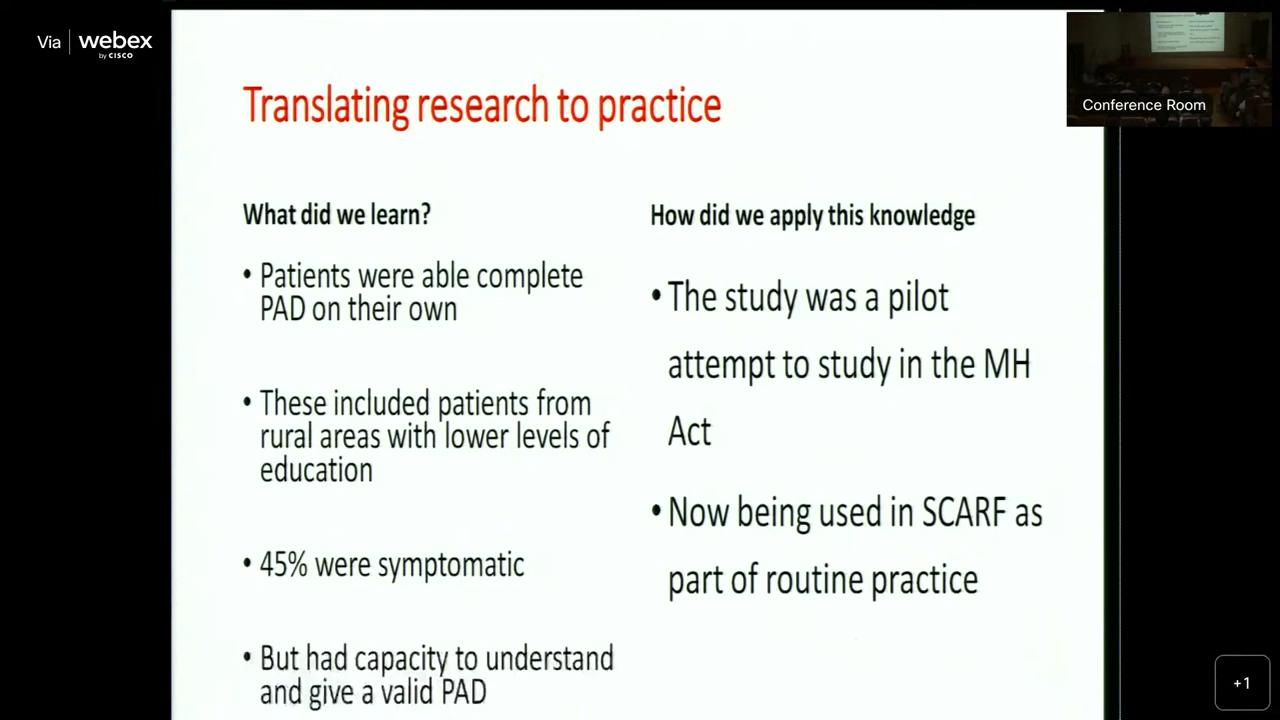 Via webex
by CISCO
Conference Room
Translating research to practice
What did we learn?
• Patients were able complete
PAD on their own
• These included patients from
rural areas with lower levels of
education
• 45% were symptomatic
• But had capacity to understand
and give a valid PAD
How did we apply this knowledge
• The study was a pilot
attempt to study in the MH
Act
• Now being used in SCARF as
part of routine practice
+1